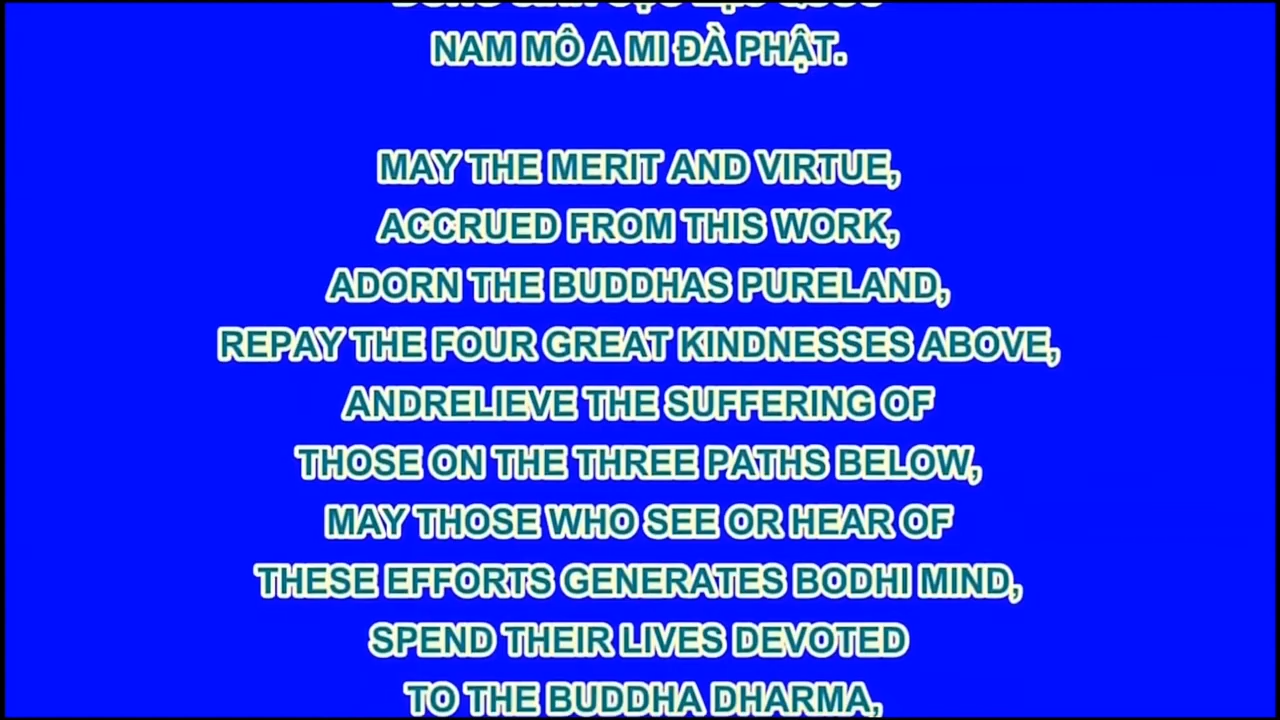 NAM MÔ A MI ĐÀ PHẬT.
MAY THE MERIT AND VIRTUE,
ACCRUED FROM THIS WORK,
ADORN THE BUDDHAS PURELAND,
REPAY THE FOUR GREAT KINDNESSES ABOVE,
ANDRELIEVE THE SUFFERING OF
THOSE ON THE THREE PATHS BELOW,
MAY THOSE WHO SEE OR HEAR OF
THESE EFFORTS GENERATES BODHI MIND,
SPEND THEIR LIVES DEVOTED
TO THE BUDDHA DHARMA,